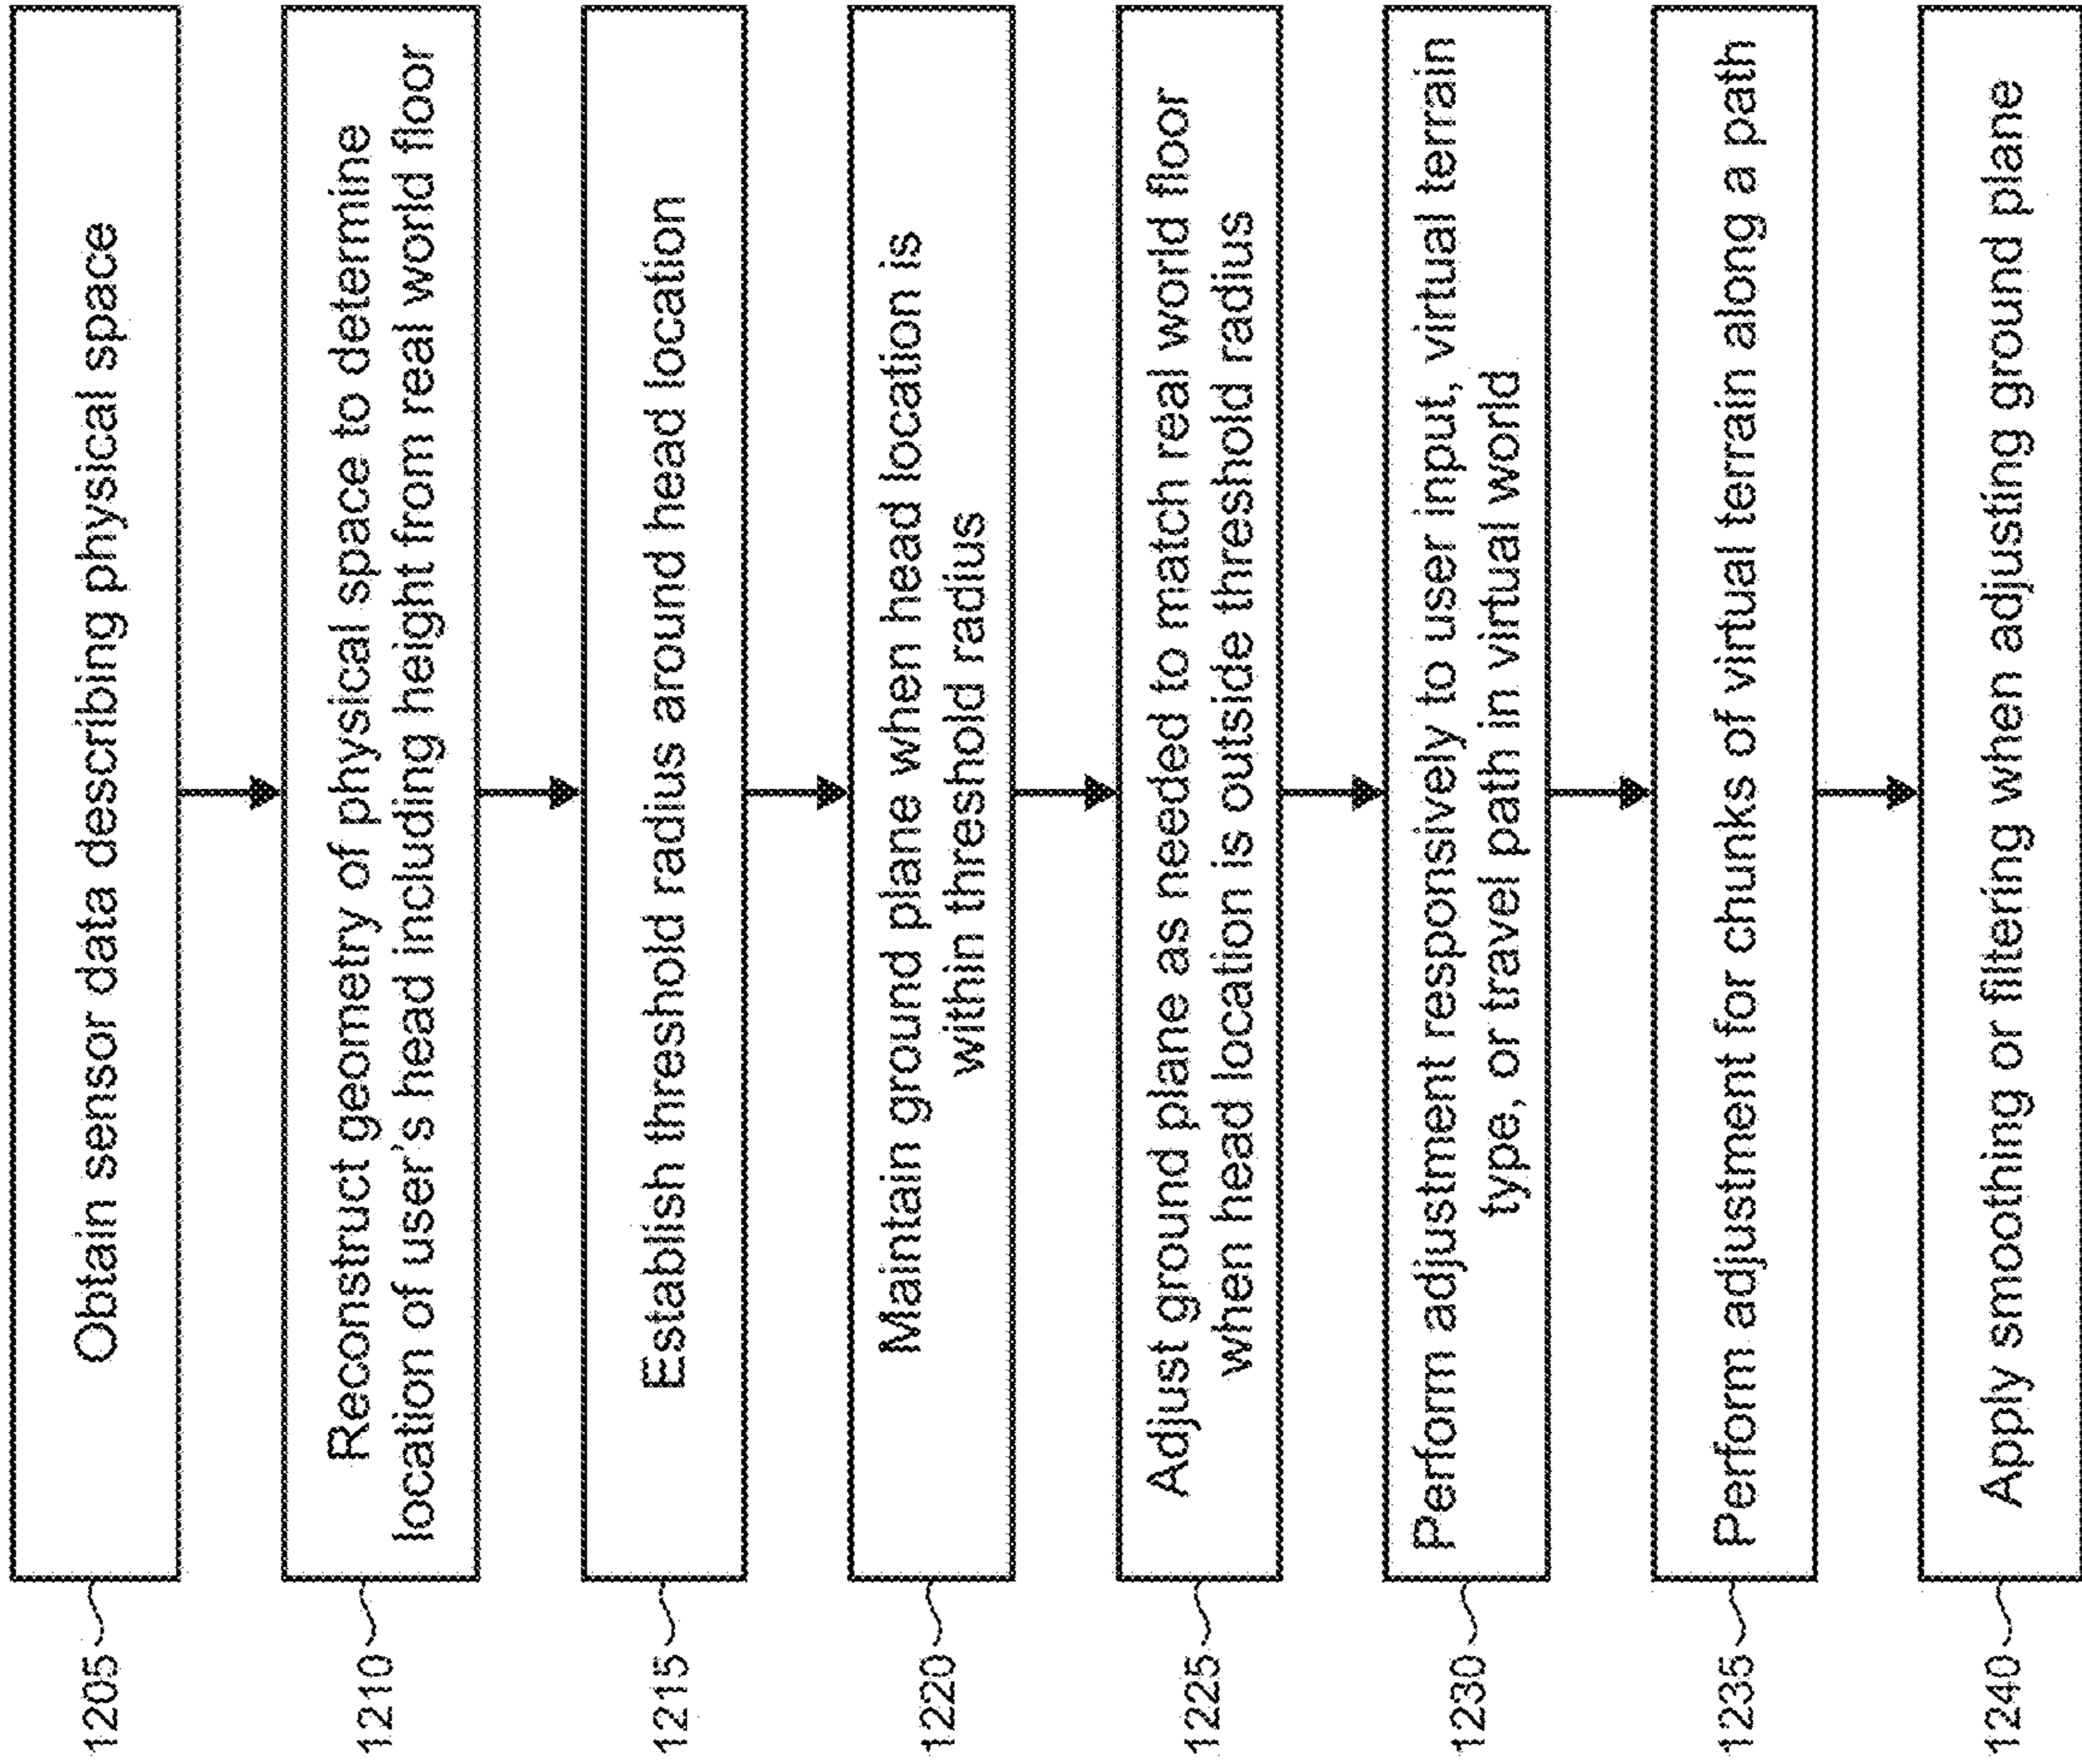 1205
Obtain sensor data describing physical space
1210
Reconstruct geometry of physical space to determine
location of user's head including height from real world floor
1215
Establish threshold radius around head location
1220
Maintain ground plane when head location is
within threshold radius
1225
Adjust ground plane as needed to match real world floor
when head location is outside threshold radius
1230
Perform adjustment responsively to user input, virtual terrain
type, or travel path in virtual world
1235
Perform adjustment for chunks of virtual terrain along a path
1240
Apply smoothing or filtering when adjusting ground plane